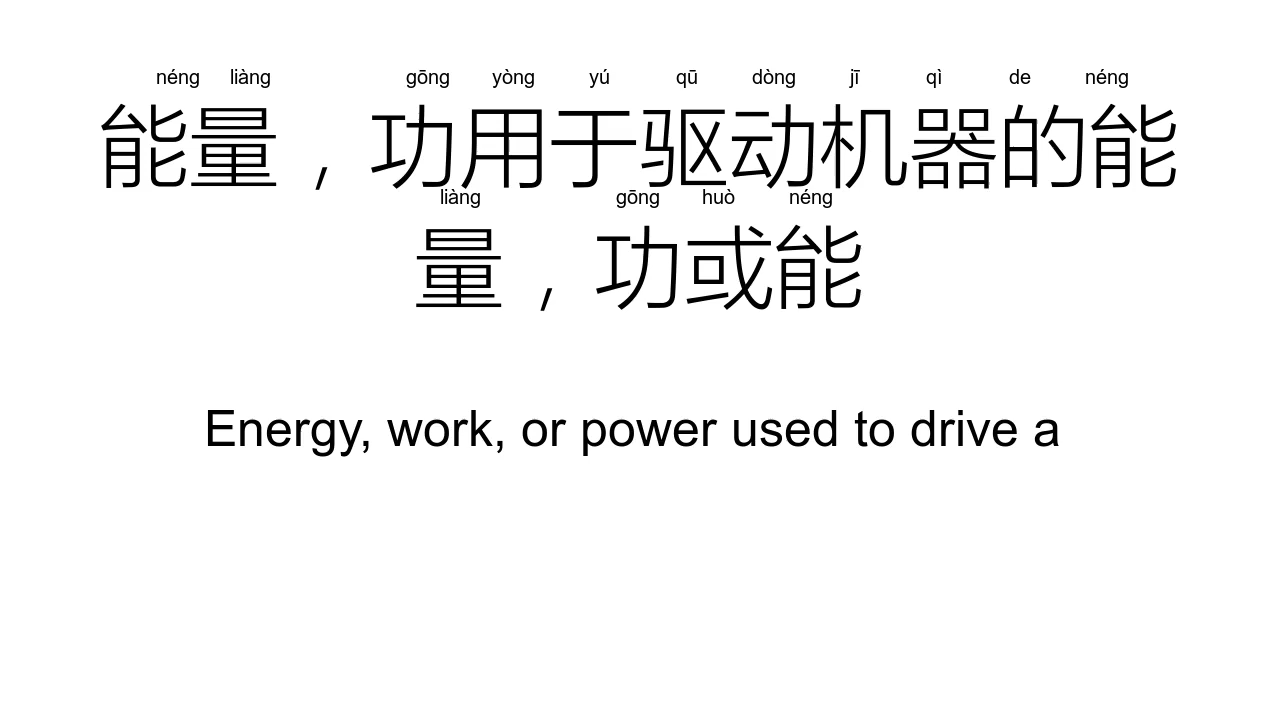 néng liàng gōng yòng yú qū dòng jī qì de néng
能量，功用于驱动机器的能
liàng gōng huò néng
量，功或能
Energy, work, or power used to drive a